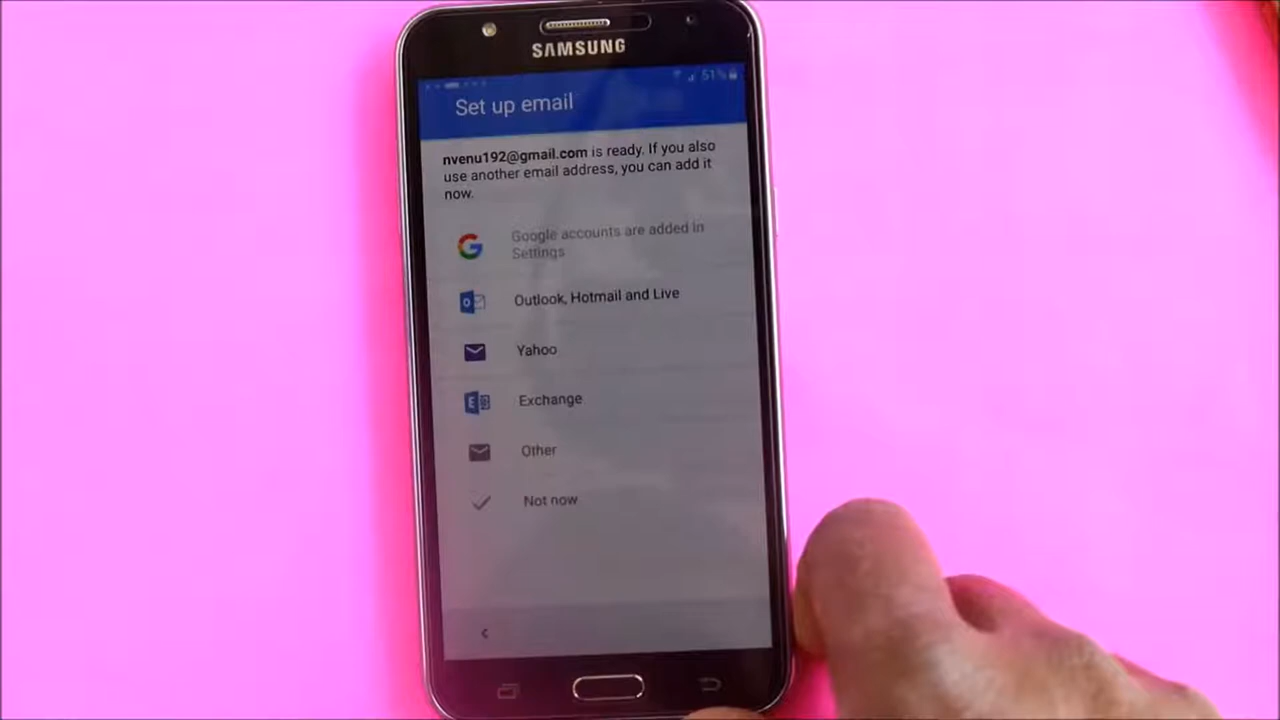 SAMSUNG
51%
Set up email
nvenu192@gmail.com is ready. If you also
use another email address, you can add it
now.
Google accounts are added in
Settings
Outlook, Hotmail and Live
Yahoo
Exchange
Other
Not now